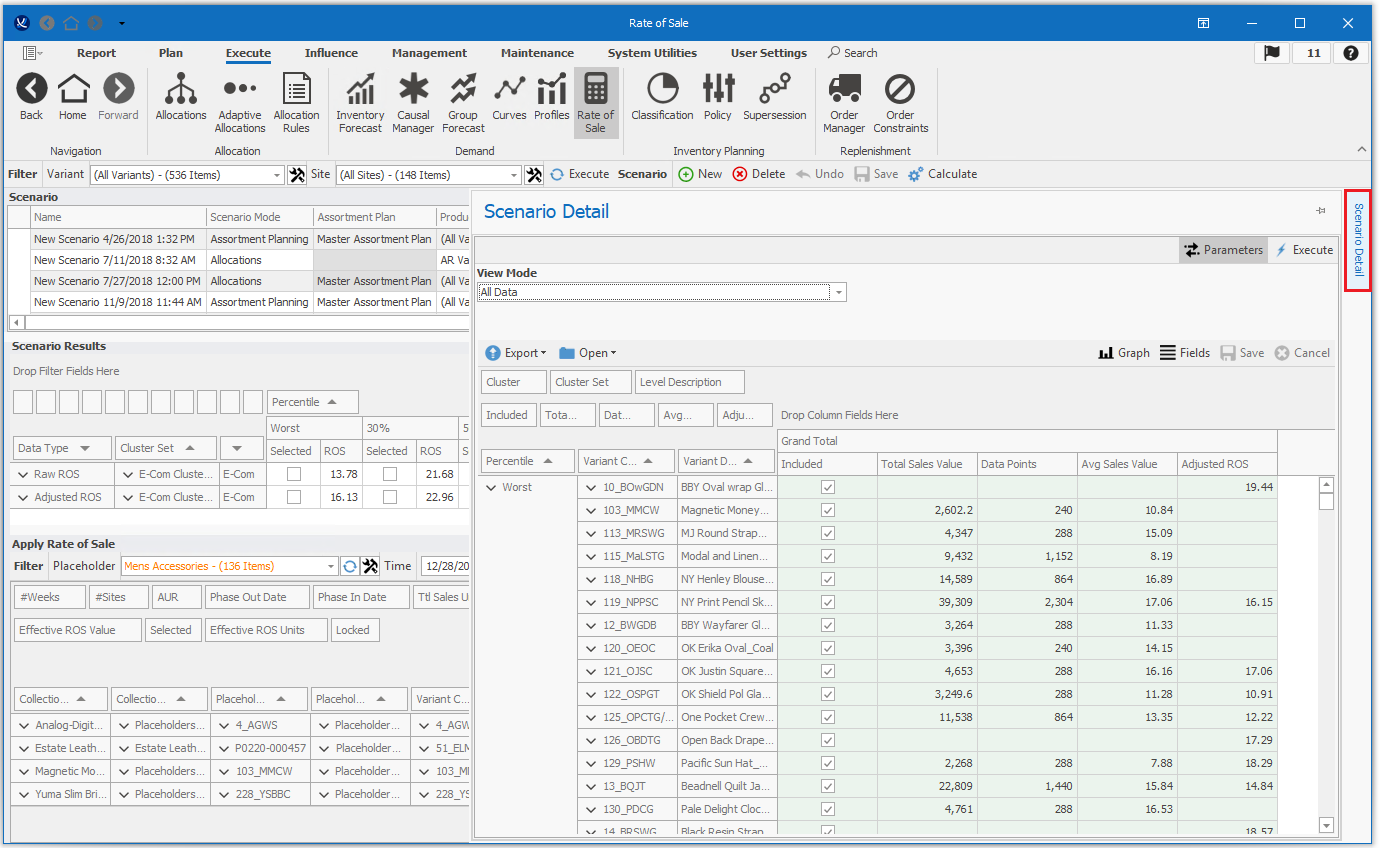 Rate of Sale
Report Plan Execute Influence Management Maintenance System Utilities User Settings Search 11 ?
Back Home Forward Allocations Adaptive Allocations Allocation Rules Inventory Forecast Causal Manager Group Forecast Curves Profiles Rate of Sale Classification Policy Supersession Order Manager Order Constraints
Navigation Allocation Demand Inventory Planning Replenishment
Filter Variant (All Variants) - (536 Items) Site (All Sites) - (148 Items) Execute Scenario New Delete Undo Save Calculate
Scenario
Name Scenario Mode Assortment Plan Produ
New Scenario 4/26/2018 1:32 PM Assortment Planning Master Assortment Plan (All Va
New Scenario 7/11/2018 8:32 AM Allocations AR Va
New Scenario 7/27/2018 12:00 PM Allocations Master Assortment Plan (All Va
New Scenario 11/9/2018 11:44 AM Assortment Planning Master Assortment Plan (All Va
Scenario Results
Drop Filter Fields Here
Percentile
Worst 30% 5
Data Type Cluster Set Selected ROS Selected ROS S
Raw ROS E-Com Cluste... E-Com 13.78 21.68
Adjusted ROS E-Com Cluste... E-Com 16.13 22.96
Apply Rate of Sale
Filter Placeholder Mens Accessories - (136 Items) Time 12/28/20
#Weeks #Sites AUR Phase Out Date Phase In Date Ttl Sales U
Effective ROS Value Selected Effective ROS Units Locked
Collectio... Collectio... Placehol... Placehol... Variant C...
Analog-Digit... Placeholders... 4_AGWS Placeholder... 4_AGW
Estate Leath... Estate Leath... P0220-000457 Placeholder... 51_ELM
Magnetic Mo... Placeholders... 103_MMCW Placeholder... 103_MM
Yuma Slim Bri... Placeholders... 228_YSBBC Placeholder... 228_YS
Scenario Detail
Parameters Execute
View Mode
All Data
Export Open Graph Fields Save Cancel
Cluster Cluster Set Level Description
Included Tota... Dat... Avg... Adju... Drop Column Fields Here
Grand Total
Percentile Variant C... Variant D... Included Total Sales Value Data Points Avg Sales Value Adjusted ROS
Worst 10_BOwGDN BBY Oval wrap Gl... 19.44
103_MMCW Magnetic Money... 2,602.2 240 10.84
113_MRSWG MJ Round Strap... 4,347 288 15.09
115_MaLSTG Modal and Linen... 9,432 1,152 8.19
118_NHBG NY Henley Blouse... 14,589 864 16.89
119_NPPSC NY Print Pencil Sk... 39,309 2,304 17.06 16.15
12_BWGDB BBY Wayfarer Gl... 3,264 288 11.33
120_OEOC OK Erika Oval_Coal 3,396 240 14.15
121_OJSC OK Justin Square... 4,653 288 16.16 17.06
122_OSPGT OK Shield Pol Gla... 3,249.6 288 11.28 10.91
125_OPCTG/... One Pocket Crew... 11,538 864 13.35 12.22
126_OBDTG Open Back Drape... 17.29
129_PSHW Pacific Sun Hat_... 2,268 288 7.88 18.29
13_BQJT Beadnell Quilt Ja... 22,809 1,440 15.84 14.84
130_PDCG Pale Delight Cloc... 4,761 288 16.53
14_BRSWG Black Resin Strap... 18.57
Scenario Detail